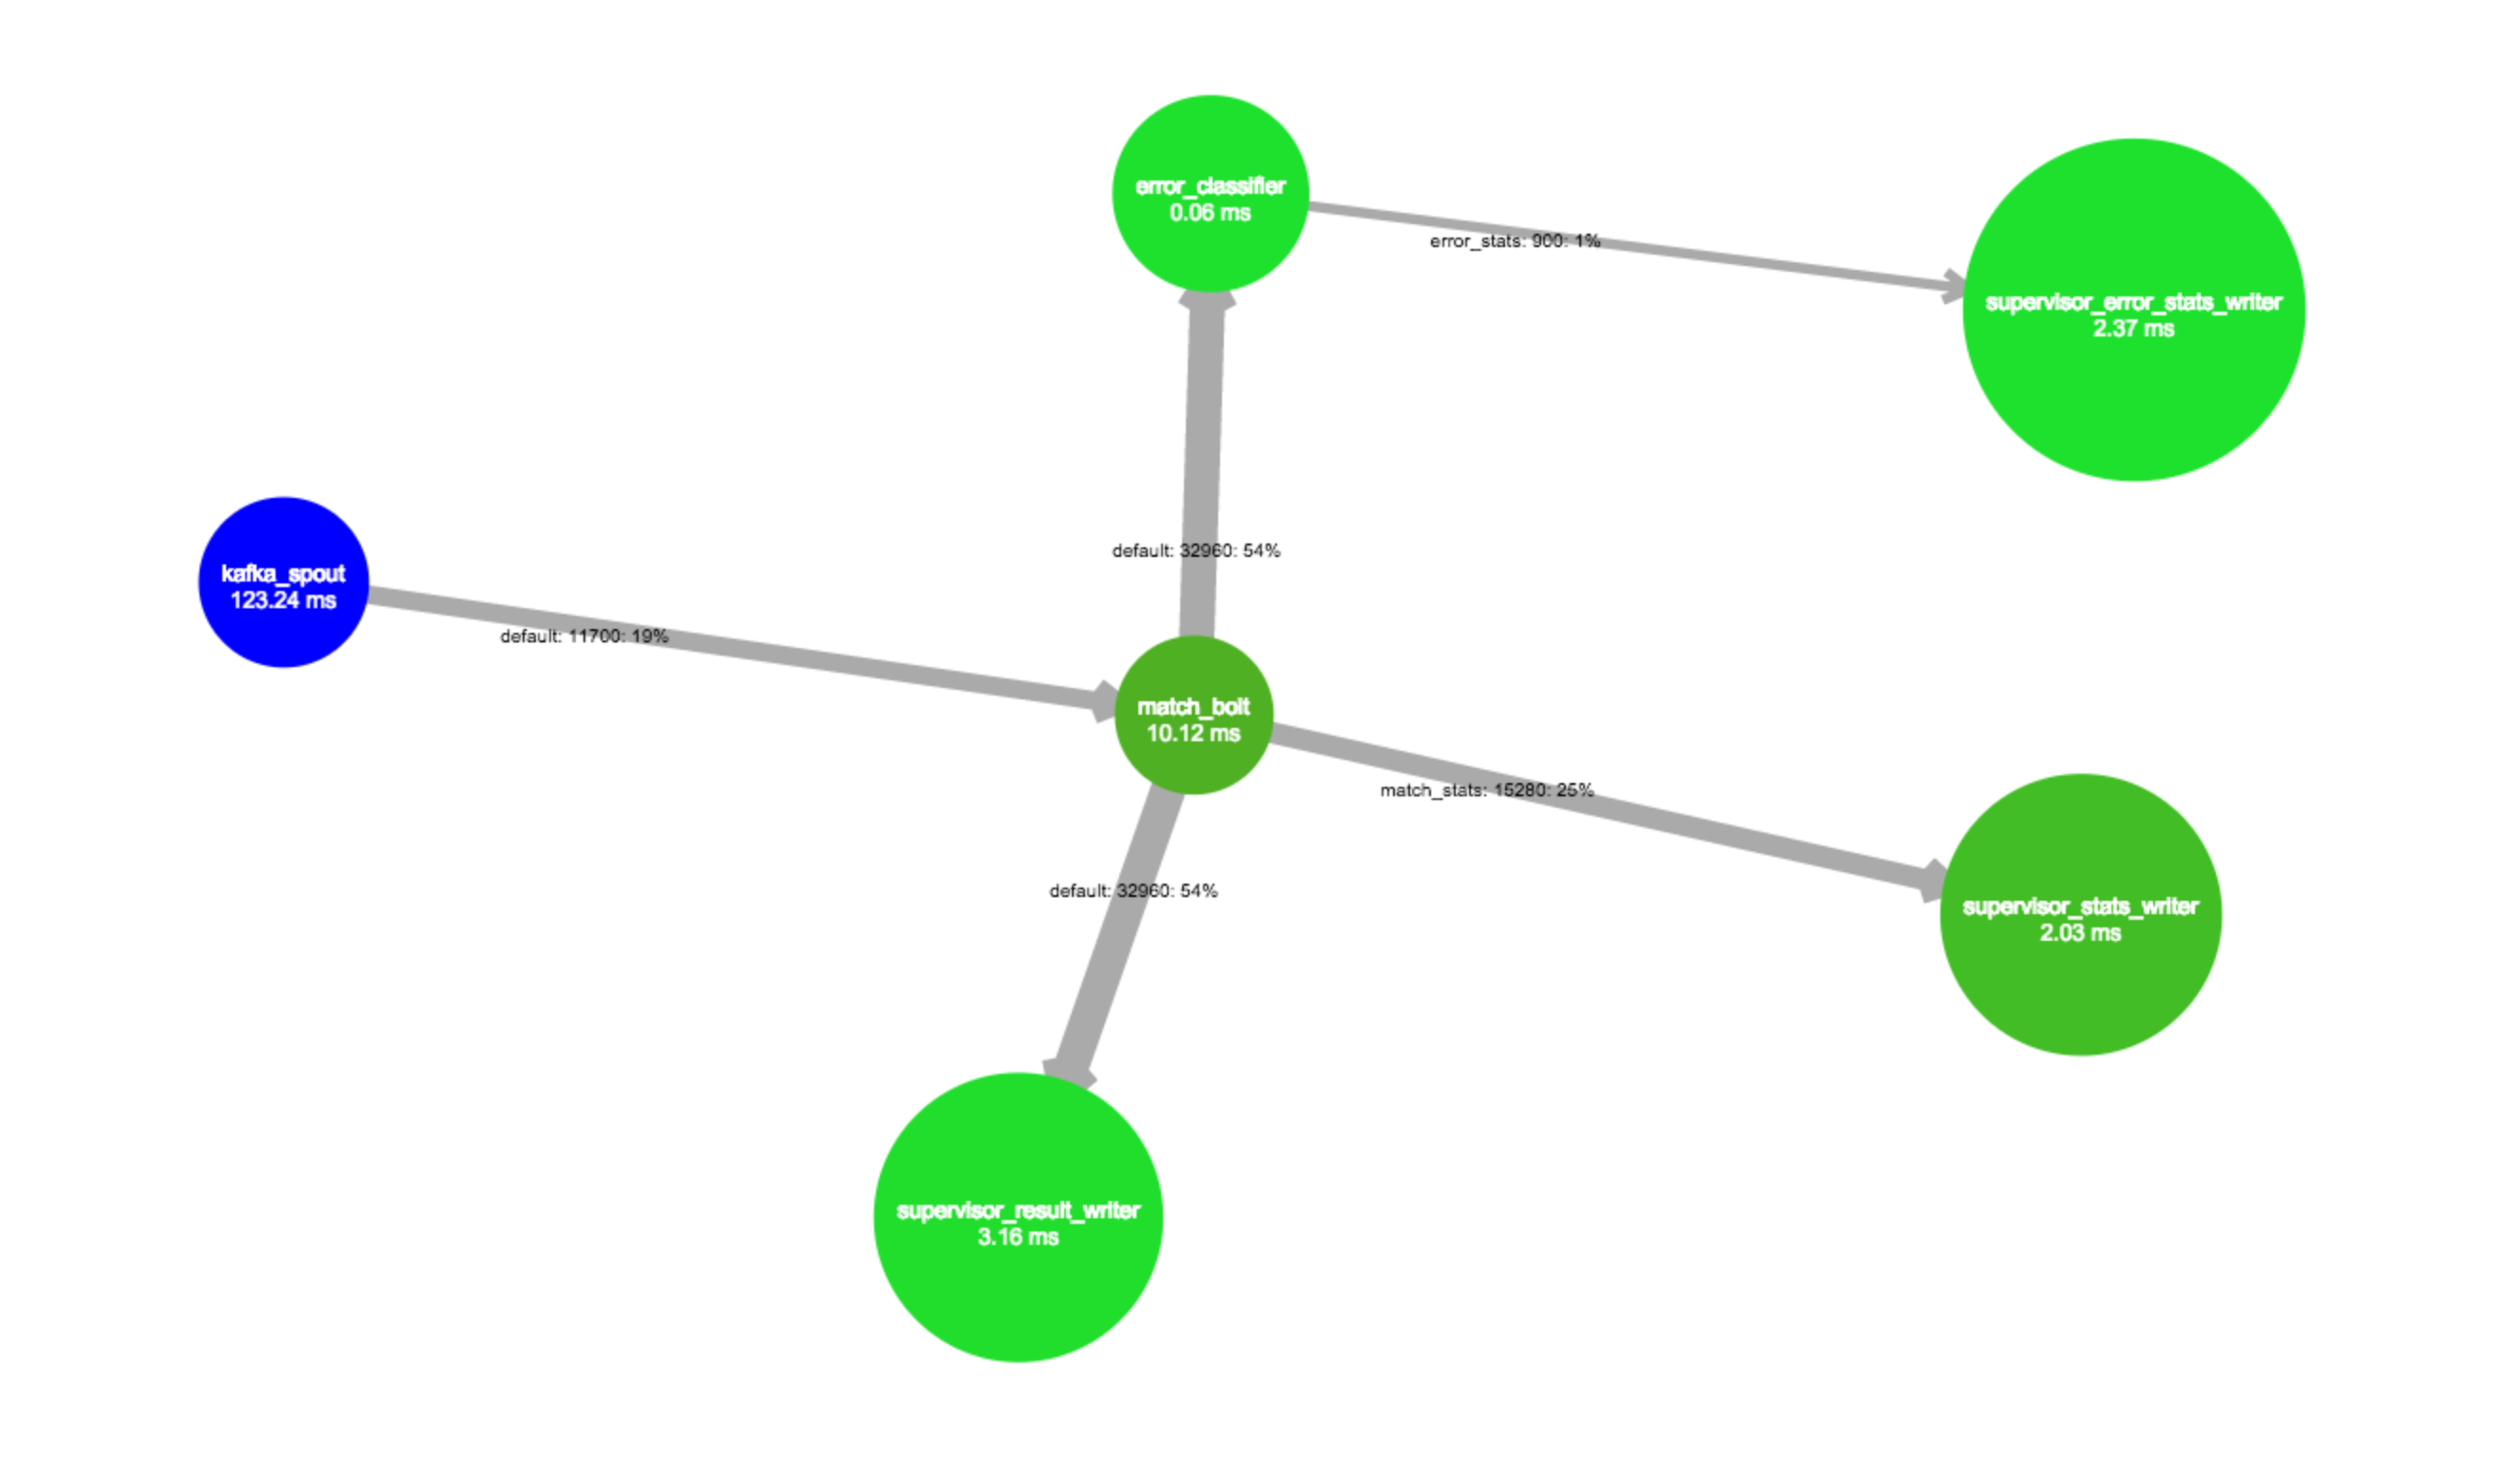 error_classifier
0.06 ms
error_stats: 900: 1%
supervisor_error_stats_writer
2.37 ms
default: 32960: 54%
kafka_spout
123.24 ms
default: 11700: 19%
match_bolt
10.12 ms
match_stats: 15280: 25%
default: 32960: 54%
supervisor_stats_writer
2.03 ms
supervisor_result_writer
3.16 ms